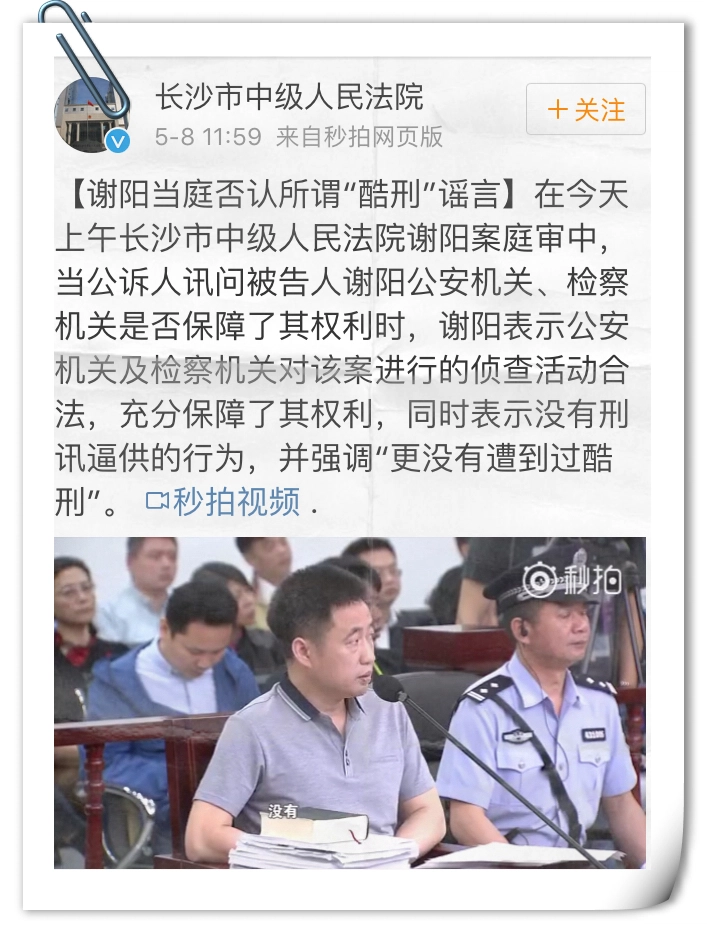 长沙市中级人民法院
+关注
5-8 11:59 来自秒拍网页版
【谢阳当庭否认所谓“酷刑”谣言】在今天
上午长沙市中级人民法院谢阳案庭审中，
当公诉人讯问被告人谢阳公安机关、检察
机关是否保障了其权利时，谢阳表示公安
机关及检察机关对该案进行的侦查活动合
法，充分保障了其权利，同时表示没有刑
讯逼供的行为，并强调“更没有遭到过酷
刑”。 秒拍视频 .
秒拍
没有